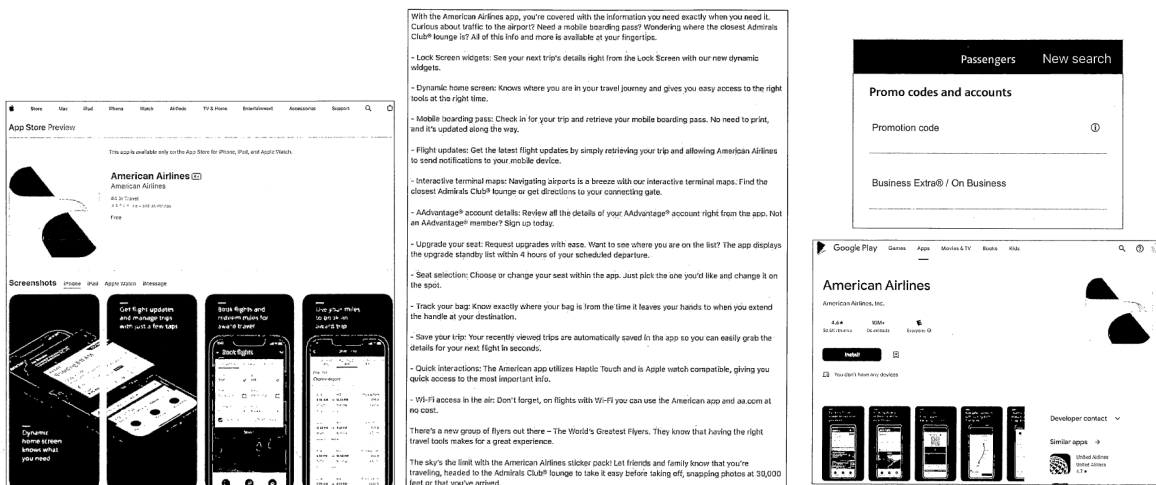 Store Mac iPad iPhone Watch AirPods TV & Home Entertainment Accessories Support
App Store Preview
This app is available only on the App Store for iPhone, iPad, and Apple Watch.
American Airlines 4+
American Airlines
#4 in Travel
Free
Screenshots iPhone iPad Apple Watch iMessage
Dynamic
home screen
knows what
you need
Get flight updates
and manage trips
with just a few taps
Book flights and
redeem miles for
award travel
Book flights
Use your miles
to book an
award trip
With the American Airlines app, you're covered with the information you need exactly when you need it.
Curious about traffic to the airport? Need a mobile boarding pass? Wondering where the closest Admirals
Club® lounge is? All of this info and more is available at your fingertips.
- Lock Screen widgets: See your next trip's details right from the Lock Screen with our new dynamic
widgets.
- Dynamic home screen: Knows where you are in your travel journey and gives you easy access to the right
tools at the right time.
- Mobile boarding pass: Check in for your trip and retrieve your mobile boarding pass. No need to print,
and it's updated along the way.
- Flight updates: Get the latest flight updates by simply retrieving your trip and allowing American Airlines
to send notifications to your mobile device.
- Interactive terminal maps: Navigating airports is a breeze with our interactive terminal maps. Find the
closest Admirals Club® lounge or get directions to your connecting gate.
- AAdvantage® account details: Review all the details of your AAdvantage® account right from the app. Not
an AAdvantage® member? Sign up today.
- Upgrade your seat: Request upgrades with ease. Want to see where you are on the list? The app displays
the upgrade standby list within 4 hours of your scheduled departure.
- Seat selection: Choose or change your seat within the app. Just pick the one you'd like and change it on
the spot.
- Track your bag: Know exactly where your bag is from the time it leaves your hands to when you extend
the handle at your destination.
- Save your trip: Your recently viewed trips are automatically saved in the app so you can easily grab the
details for your next flight in seconds.
- Quick interactions: The American app utilizes Haptic Touch and is Apple watch compatible, giving you
quick access to the most important info.
- Wi-Fi access in the air: Don't forget, on flights with Wi-Fi you can use the American app and aa.com at
no cost.
There's a new group of flyers out there – The World's Greatest Flyers. They know that having the right
travel tools makes for a great experience.
The sky's the limit with the American Airlines sticker pack! Let friends and family know that you're
traveling, headed to the Admirals Club® lounge to take it easy before taking off, snapping photos at 30,000
feet or that you've arrived.
Passengers New search
Promo codes and accounts
Promotion code
Business Extra® / On Business
Google Play Games Apps Movies & TV Books Kids
American Airlines
American Airlines, Inc.
4.6★ 10M+ E
Downloads Everyone
Install
You don't have any devices
Developer contact
Similar apps →
United Airlines
United Airlines
4.7★